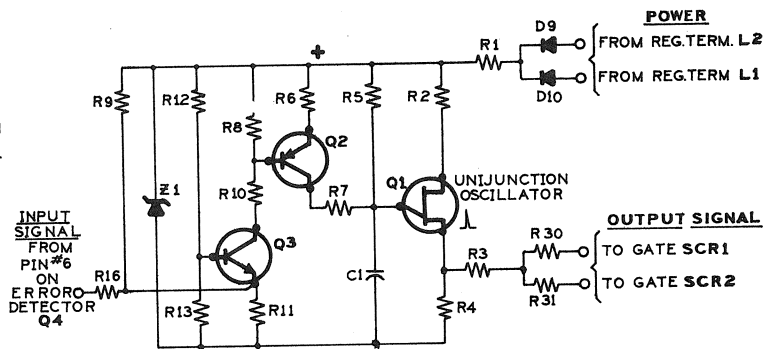 POWER
D9
FROM REG.TERM. L2
R1
+
FROM REG.TERM L1
D10
R9
R12
R6
R5
R2
R8
Q2
Z1
R10
R7
Q1
UNIJUNCTION
OSCILLATOR
INPUT
SIGNAL
FROM
PIN #6
ON
ERROR
DETECTOR
Q4
Q3
OUTPUT SIGNAL
R30
TO GATE SCR1
R3
C1
R16
TO GATE SCR2
R31
R13
R11
R4